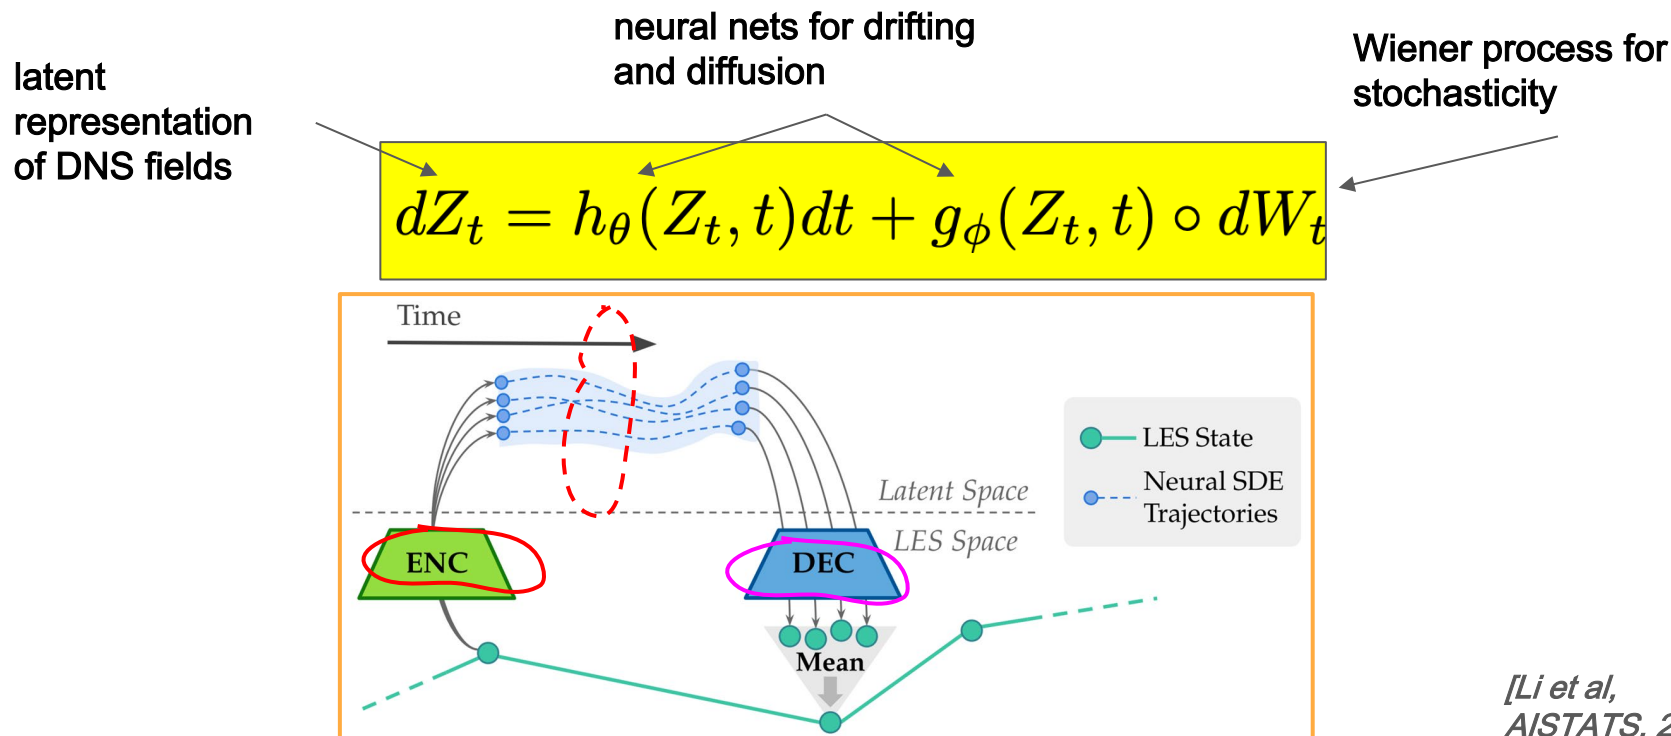 neural nets for drifting
and diffusion
Wiener process for
stochasticity
latent
representation
of DNS fields
dZ_t = h_θ(Z_t, t)dt + g_ϕ(Z_t, t) ∘ dW_t
Time
LES State
Neural SDE
Trajectories
Latent Space
LES Space
ENC
DEC
Mean
[Li et al,
AISTATS, 2